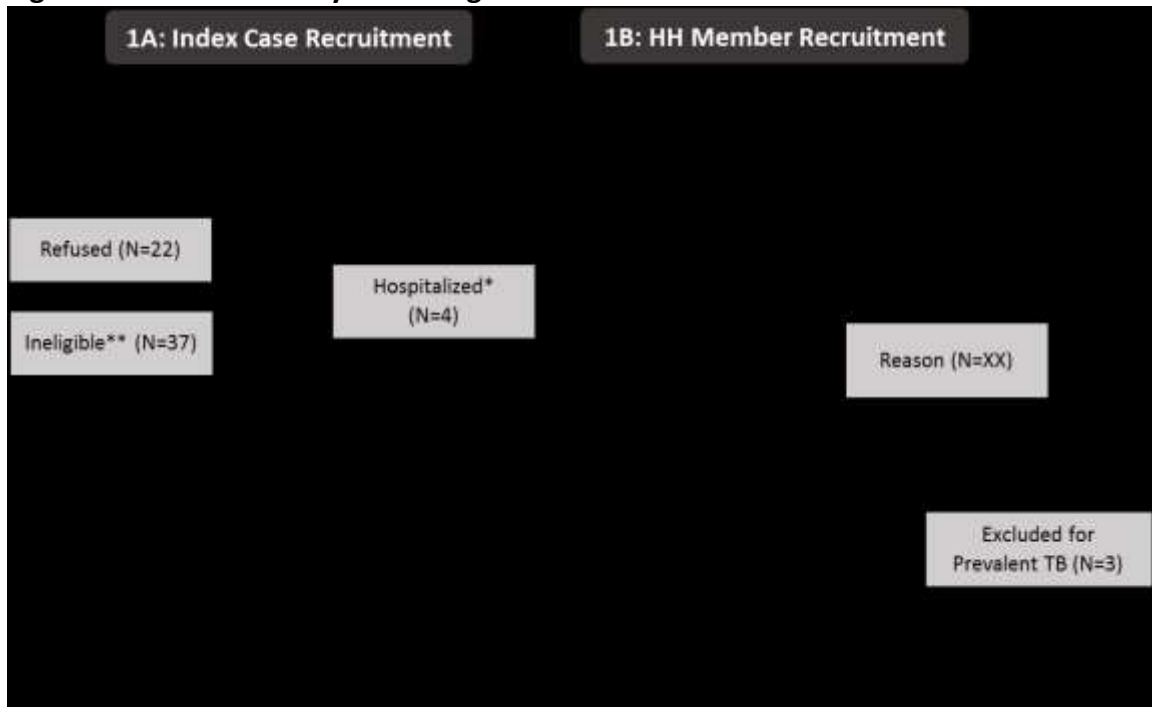 1A: Index Case Recruitment
1B: HH Member Recruitment
Refused (N=22)
Hospitalized*
(N=4)
Ineligible** (N=37)
Reason (N=XX)
Excluded for
Prevalent TB (N=3)